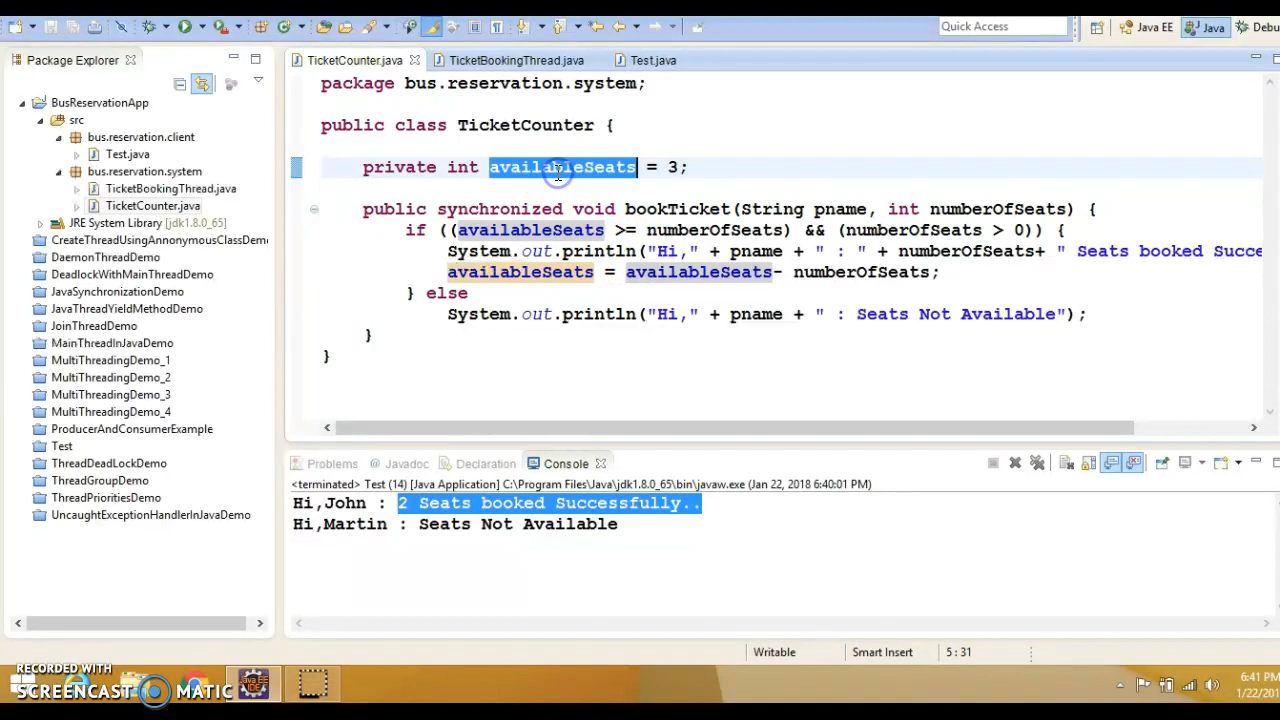 Quick Access
Java EE
Java
Debu
Package Explorer
BusReservationApp
src
bus.reservation.client
Test.java
bus.reservation.system
TicketBookingThread.java
TicketCounter.java
JRE System Library [jdk1.8.0_65]
CreateThreadUsingAnnonymousClassDemo
DaemonThreadDemo
DeadlockWithMainThreadDemo
JavaSynchronizationDemo
JavaThreadYieldMethodDemo
JoinThreadDemo
MainThreadInJavaDemo
MultiThreadingDemo_1
MultiThreadingDemo_2
MultiThreadingDemo_3
MultiThreadingDemo_4
ProducerAndConsumerExample
Test
ThreadDeadLockDemo
ThreadGroupDemo
ThreadPrioritiesDemo
UncaughtExceptionHandlerInJavaDemo
TicketCounter.java
TicketBookingThread.java
Test.java
package bus.reservation.system;
public class TicketCounter {
private int availableSeats = 3;
public synchronized void bookTicket(String pname, int numberOfSeats) {
if ((availableSeats >= numberOfSeats) && (numberOfSeats > 0)) {
System.out.println("Hi," + pname + " : " + numberOfSeats+ " Seats booked Succe
availableSeats = availableSeats- numberOfSeats;
} else
System.out.println("Hi," + pname + " : Seats Not Available");
}
}
Problems
Javadoc
Declaration
Console
<terminated> Test (14) [Java Application] C:\Program Files\Java\jdk1.8.0_65\bin\javaw.exe (Jan 22, 2018 6:40:01 PM)
Hi,John : 2 Seats booked Successfully..
Hi,Martin : Seats Not Available
Writable
Smart Insert
5 : 31
RECORDED WITH
SCREENCAST MATIC
Java EE
IDE
6:41 PM
1/22/201